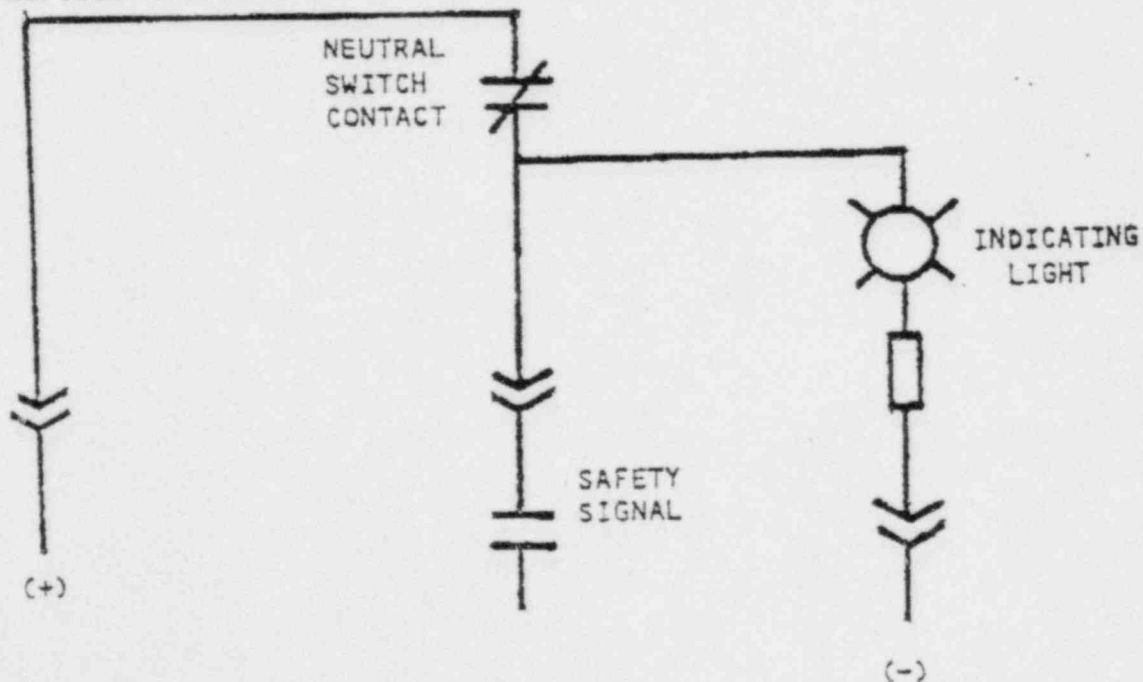 NEUTRAL
SWITCH
CONTACT
INDICATING
LIGHT
SAFETY
SIGNAL
(+)
(-)